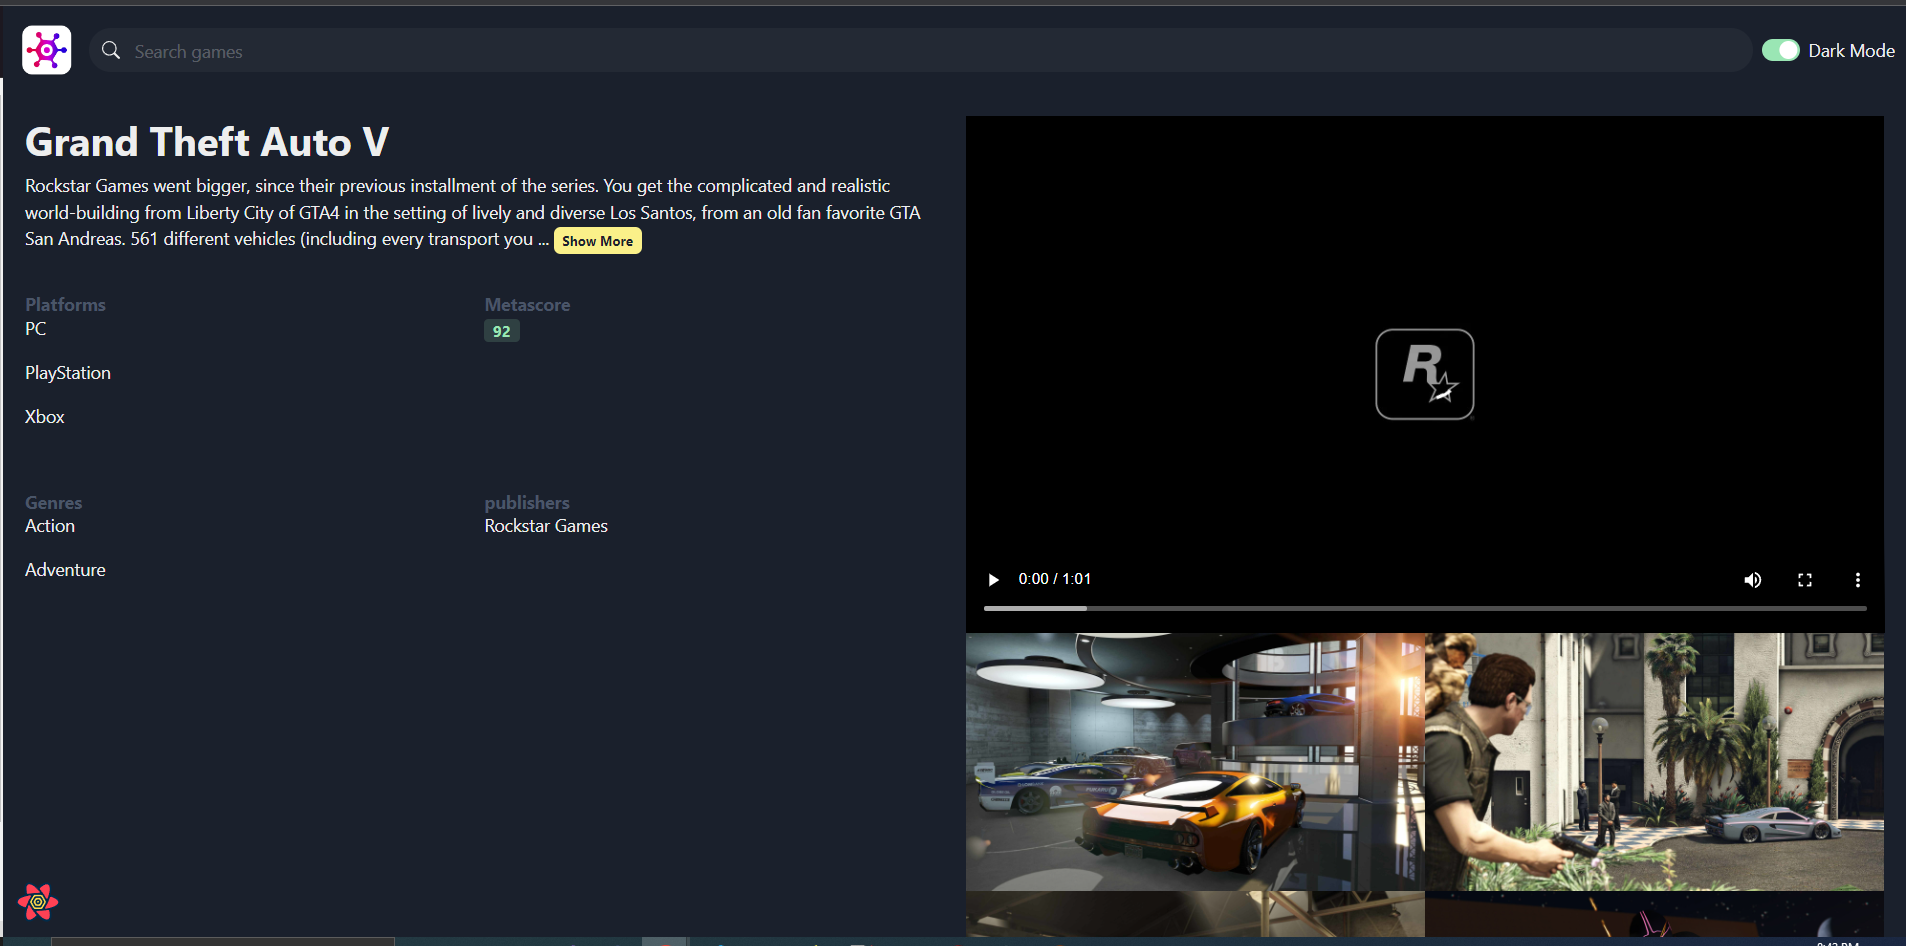 Search games
Dark Mode
Grand Theft Auto V
Rockstar Games went bigger, since their previous installment of the series. You get the complicated and realistic
world-building from Liberty City of GTA4 in the setting of lively and diverse Los Santos, from an old fan favorite GTA
San Andreas. 561 different vehicles (including every transport you ... Show More
Platforms
PC
PlayStation
Xbox
Metascore
92
Genres
Action
Adventure
publishers
Rockstar Games
R
0:00 / 1:01